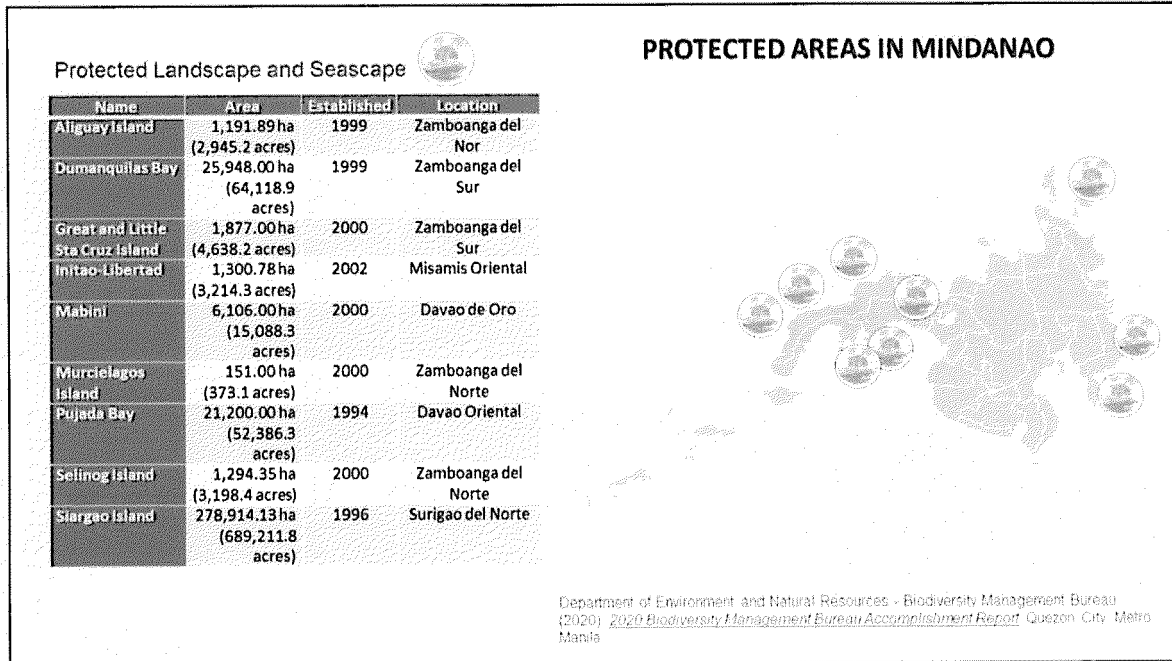 PROTECTED AREAS IN MINDANAO
Protected Landscape and Seascape
Name Area Established Location
Aliguay Island 1,191.89 ha 1999 Zamboanga del
(2,945.2 acres) Nor
Dumanquilas Bay 25,948.00 ha 1999 Zamboanga del
(64,118.9 Sur
acres)
Great and Little 1,877.00 ha 2000 Zamboanga del
Sta Cruz Island (4,638.2 acres) Sur
Initao-Libertad 1,300.78 ha 2002 Misamis Oriental
(3,214.3 acres)
Mabini 6,106.00 ha 2000 Davao de Oro
(15,088.3
acres)
Murcielagos 151.00 ha 2000 Zamboanga del
Island (373.1 acres) Norte
Pujada Bay 21,200.00 ha 1994 Davao Oriental
(52,386.3
acres)
Selinog Island 1,294.35 ha 2000 Zamboanga del
(3,198.4 acres) Norte
Siargao Island 278,914.13 ha 1996 Surigao del Norte
(689,211.8
acres)
Department of Environment and Natural Resources - Biodiversity Management Bureau
(2020) 2020 Biodiversity Management Bureau Accomplishment Report Quezon City Metro
Manila